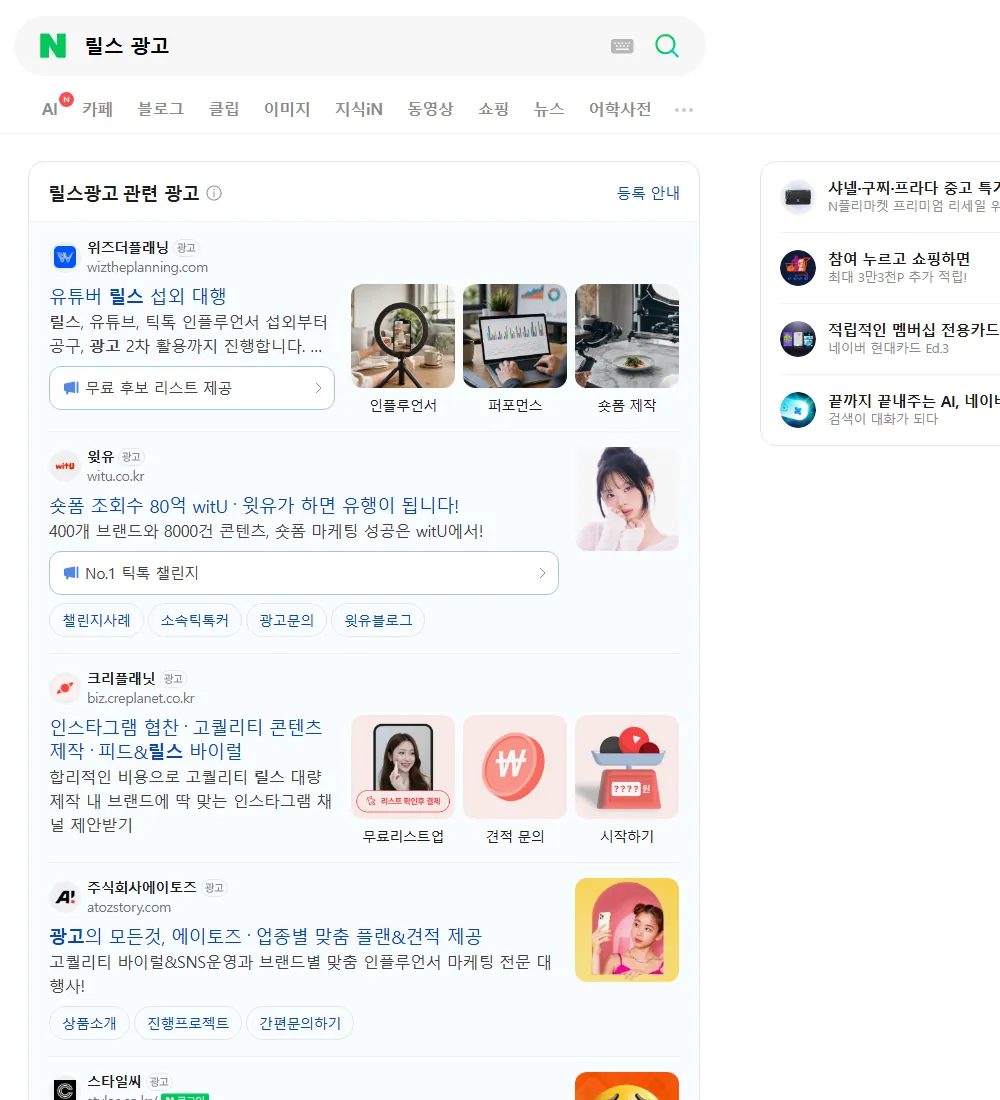 릴스 광고
AI N 카페 블로그 클립 이미지 지식iN 동영상 쇼핑 뉴스 어학사전
릴스광고 관련 광고
등록 안내
위즈더플래닝 광고
wiztheplanning.com
유튜버 릴스 섭외 대행
릴스, 유튜브, 틱톡 인플루언서 섭외부터
공구, 광고 2차 활용까지 진행합니다. ...
무료 후보 리스트 제공
인플루언서 퍼포먼스 숏폼 제작
witU
윗유 광고
witu.co.kr
숏폼 조회수 80억 witU · 윗유가 하면 유행이 됩니다!
400개 브랜드와 8000건 콘텐츠, 숏폼 마케팅 성공은 witU에서!
No.1 틱톡 챌린지
챌린지사례 소속틱톡커 광고문의 윗유블로그
크리플래닛 광고
biz.creplanet.co.kr
인스타그램 협찬 · 고퀄리티 콘텐츠
제작 · 피드&릴스 바이럴
합리적인 비용으로 고퀄리티 릴스 대량
제작 내 브랜드에 딱 맞는 인스타그램 채
널 제안받기
리스트 확인후 결제
????원
무료리스트업 견적 문의 시작하기
A!
주식회사에이토즈 광고
atozstory.com
광고의 모든것, 에이토즈 · 업종별 맞춤 플랜&견적 제공
고퀄리티 바이럴&SNS운영과 브랜드별 맞춤 인플루언서 마케팅 전문 대
행사!
상품소개 진행프로젝트 간편문의하기
스타일씨 광고
샤넬·구찌·프라다 중고 특가
N플리마켓 프리미엄 리세일
참여 누르고 쇼핑하면
최대 3만3천P 추가 적립!
적립적인 멤버십 전용카드
네이버 현대카드 Ed.3
끝까지 끝내주는 AI, 네이버
검색이 대화가 되다